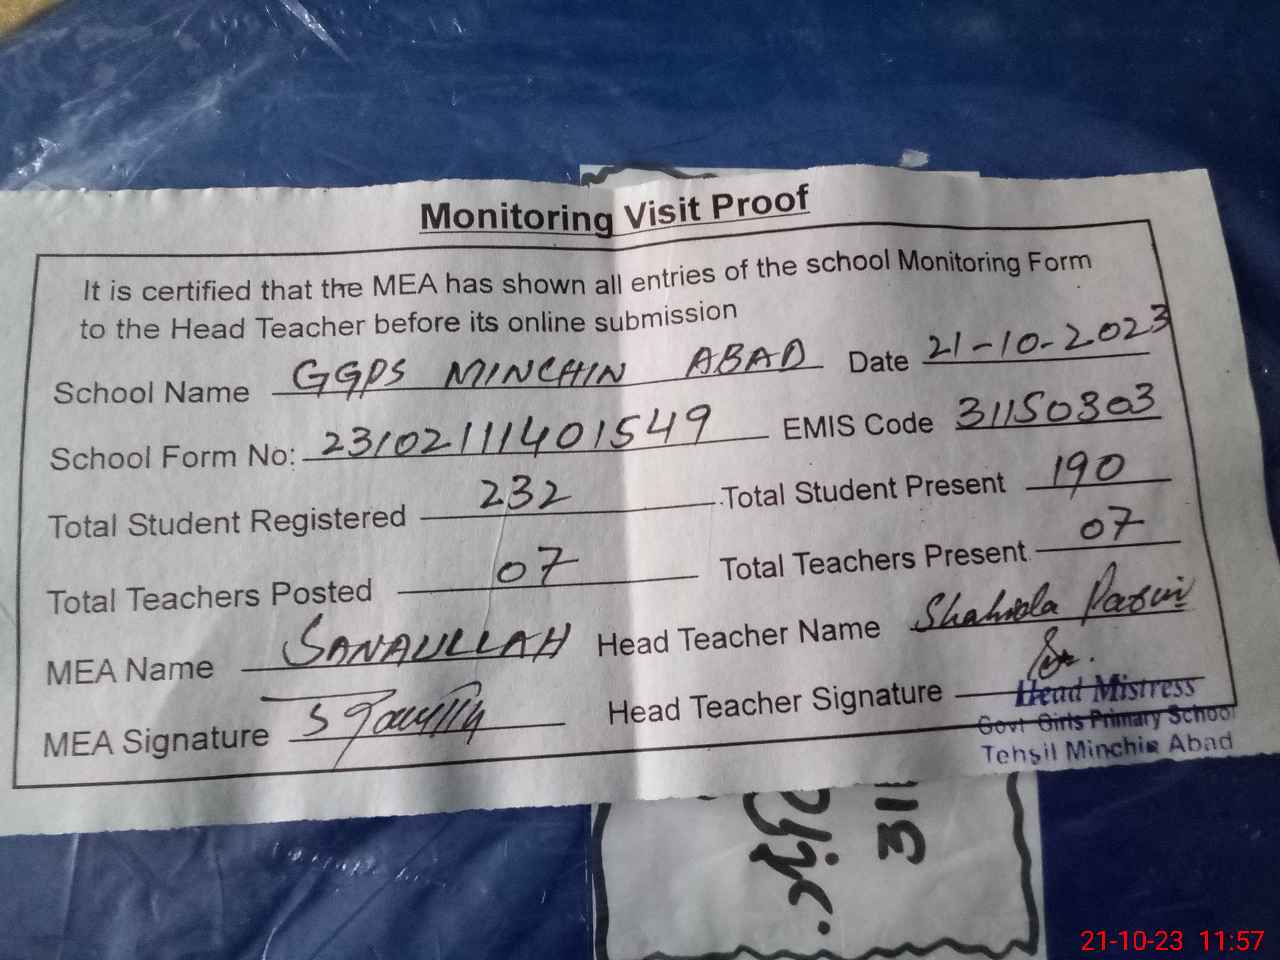 Monitoring Visit Proof
It is certified that the MEA has shown all entries of the school Monitoring Form
to the Head Teacher before its online submission
School Name GGPS MINCHIN ABAD Date 21-10-2023
School Form No: 231021111401549 EMIS Code 31150303
Total Student Registered 232 Total Student Present 190
Total Teachers Posted 07 Total Teachers Present 07
MEA Name SANAULLAH Head Teacher Name
MEA Signature Head Teacher Signature
Head Mistress
Govt Girls Primary School
Tehsil Minchin Abad
311
21-10-23 11:57